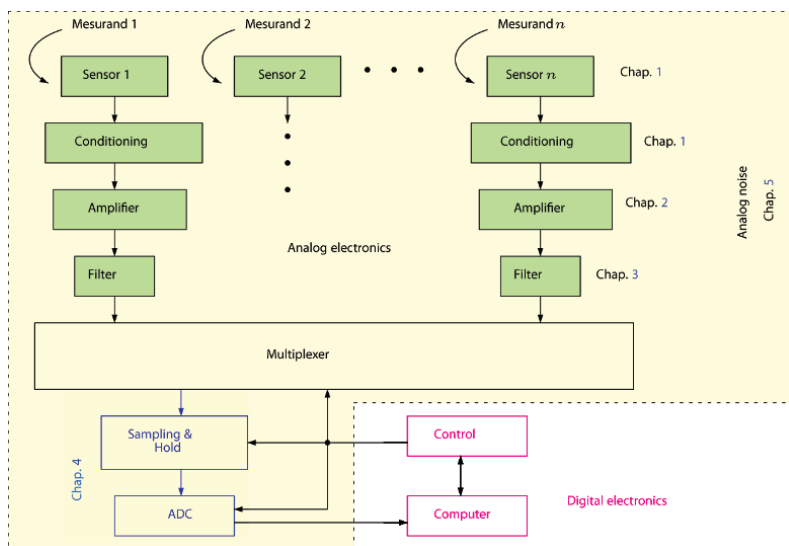 Mesurand 1
Mesurand 2
Mesurand n
Sensor 1
Sensor 2
Sensor n
Chap. 1
Conditioning
Conditioning
Chap. 1
Amplifier
Amplifier
Chap. 2
Analog noise
Chap. 5
Analog electronics
Filter
Filter
Chap. 3
Multiplexer
Sampling &
Hold
Control
Chap. 4
ADC
Computer
Digital electronics